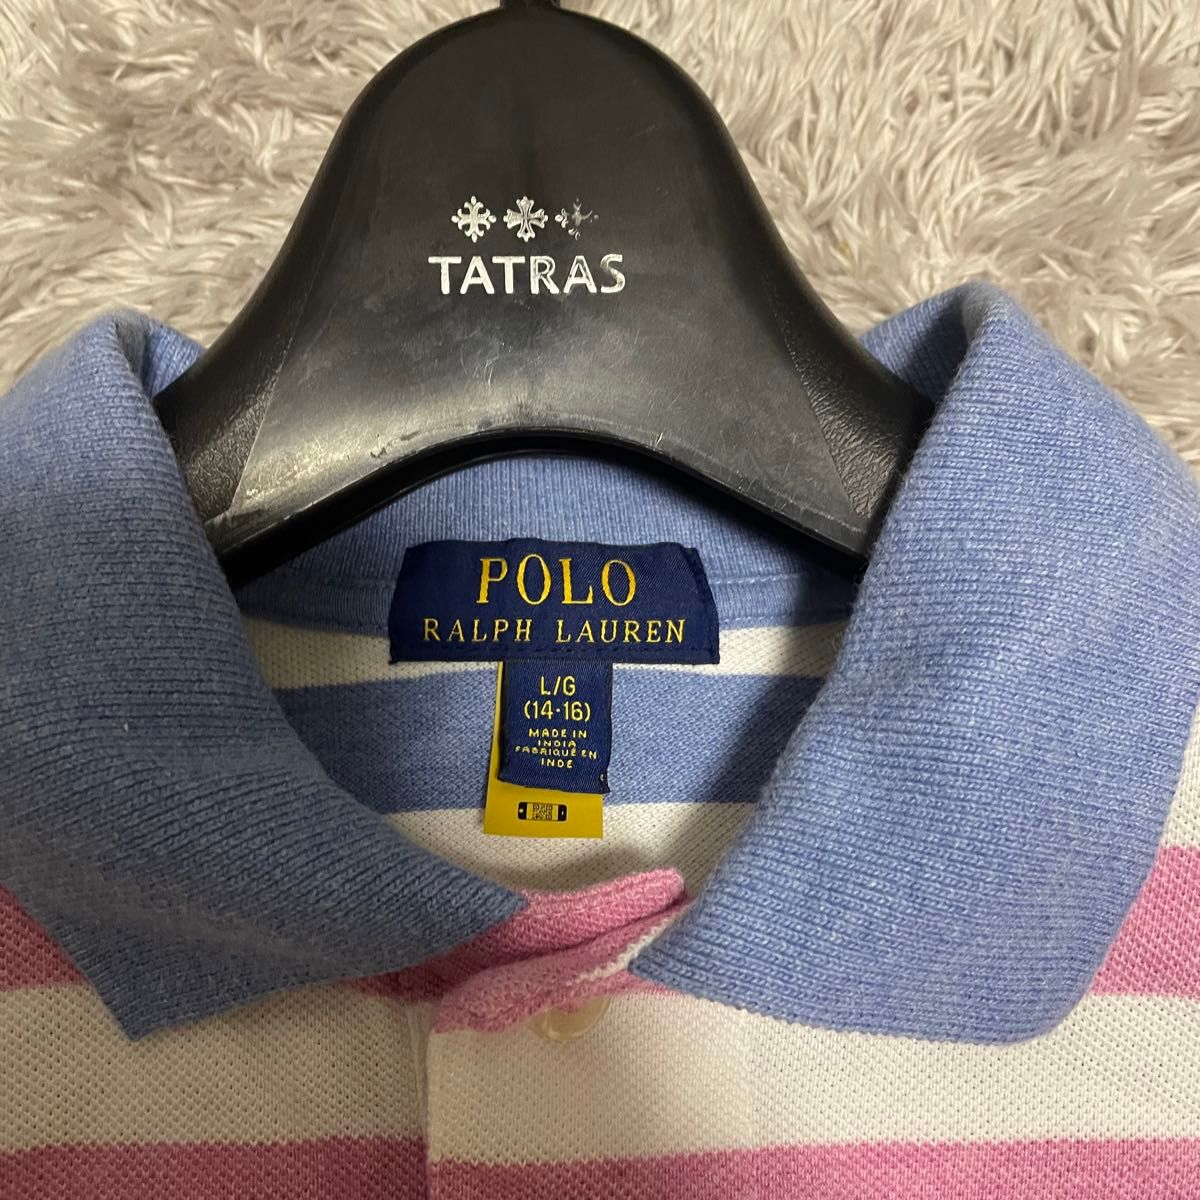 TATRAS
POLO
RALPH LAUREN
L/G
(14-16)
MADE IN
INDIA
FABRIQUÉ EN
INDE